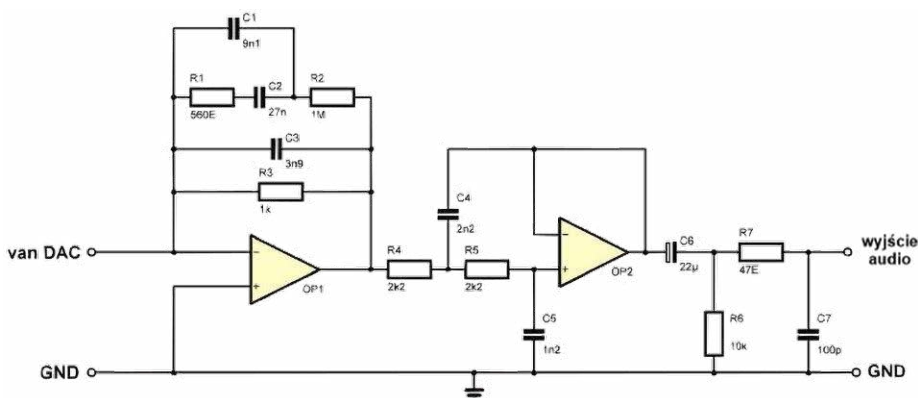 C1
9n1
R1
C2
R2
560E
27n
1M
C3
3n9
R3
1k
C4
2n2
van DAC
OP1
R4
2k2
R5
2k2
OP2
C6
22µ
R7
47E
wyjście
audio
C5
1n2
R6
10k
C7
100p
GND
GND